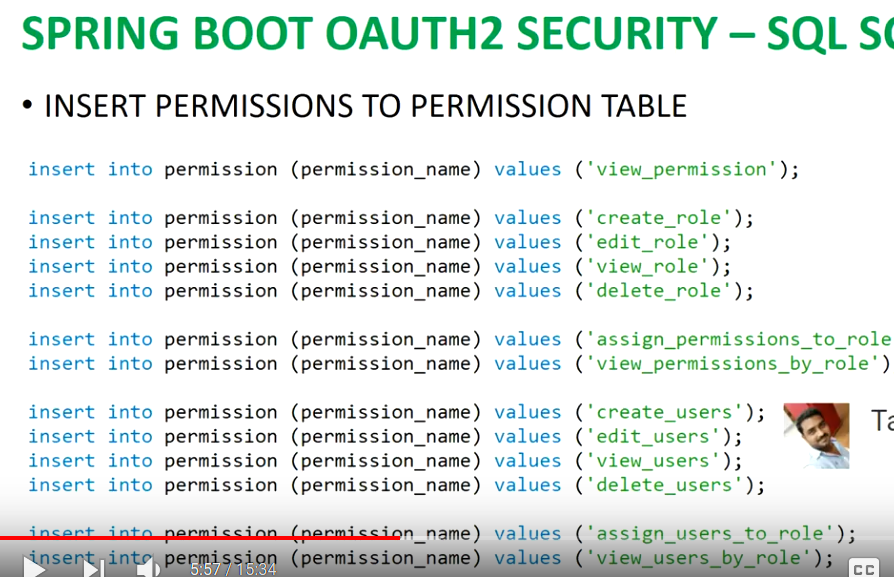 SPRING BOOT OAUTH2 SECURITY – SQL SC
• INSERT PERMISSIONS TO PERMISSION TABLE
insert into permission (permission_name) values ('view_permission');
insert into permission (permission_name) values ('create_role');
insert into permission (permission_name) values ('edit_role');
insert into permission (permission_name) values ('view_role');
insert into permission (permission_name) values ('delete_role');
insert into permission (permission_name) values ('assign_permissions_to_role
insert into permission (permission_name) values ('view_permissions_by_role')
insert into permission (permission_name) values ('create_users');
Ta
insert into permission (permission_name) values ('edit_users');
insert into permission (permission_name) values ('view_users');
insert into permission (permission_name) values ('delete_users');
insert into permission (permission_name) values ('assign_users_to_role');
insert into permission (permission_name) values ('view_users_by_role');
5:57 / 15:34
CC